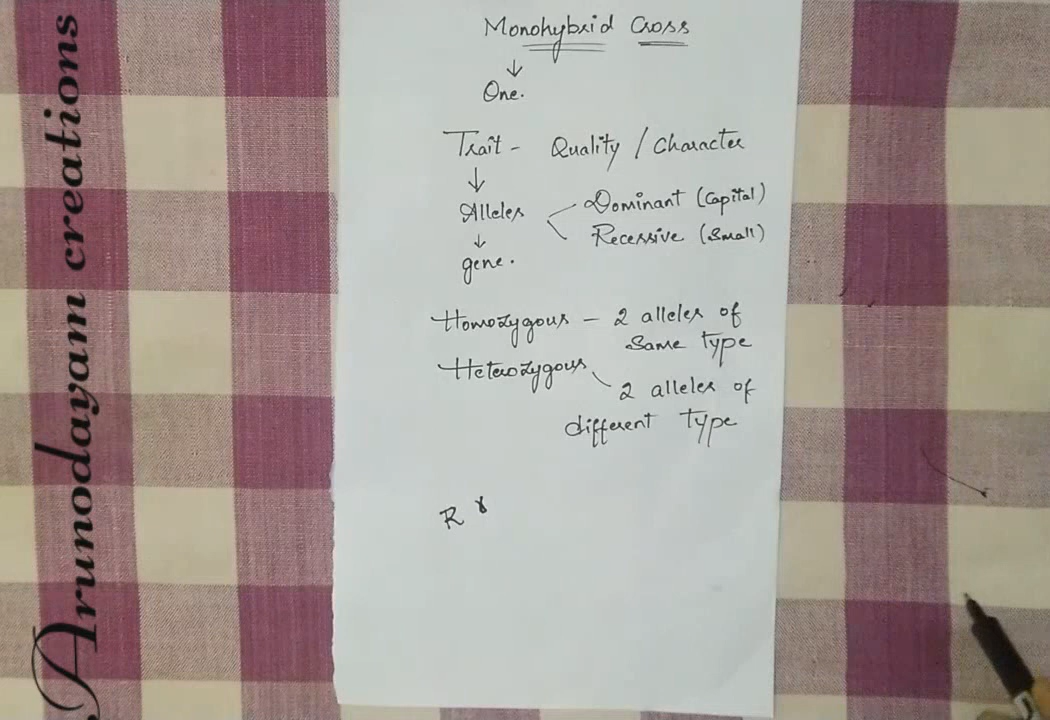 Arunodayam creations
Monohybrid Cross
↓
One.
Trait - Quality / Character
↓
Alleles
Dominant (Capital)
Recessive (Small)
↓
gene.
Homozygous - 2 alleles of
same type
Heterozygous
2 alleles of
different type
R r